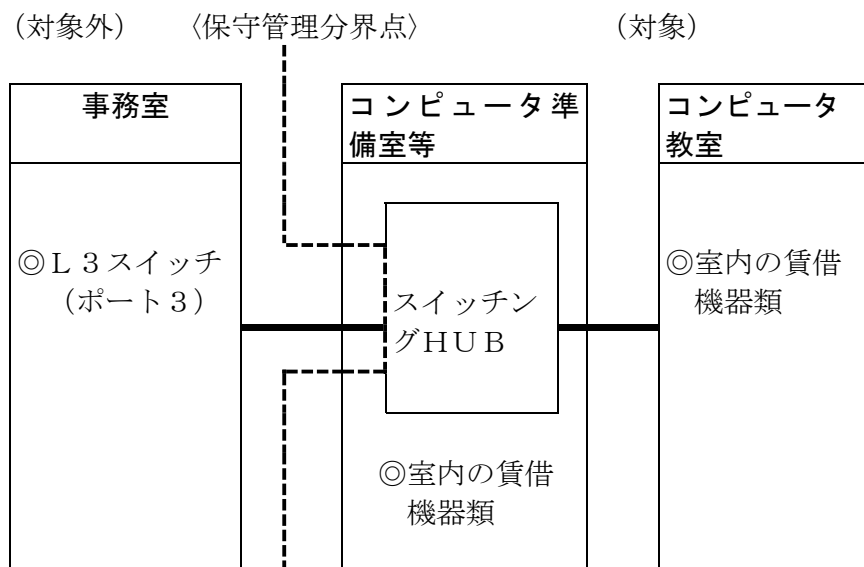 (対象外) 〈保守管理分界点〉 (対象)
事務室
コンピュータ準
備室等
コンピュータ
教室
◎L3スイッチ
(ポート3)
スイッチン
グHUB
◎室内の賃借
機器類
◎室内の賃借
機器類